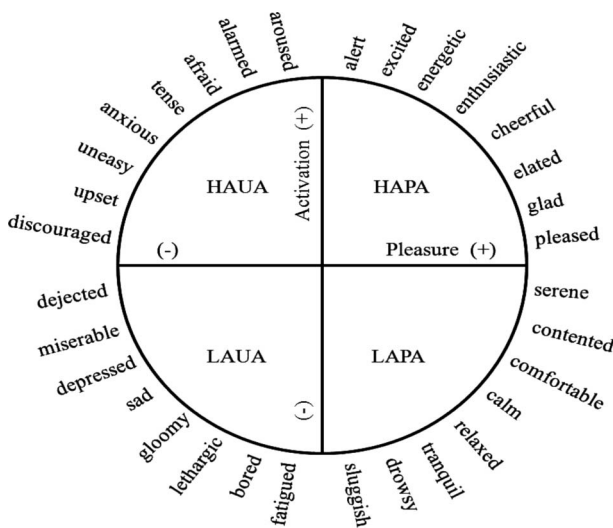 aroused
alarmed
afraid
tense
anxious
uneasy
upset
discouraged
alert
excited
energetic
enthusiastic
cheerful
elated
glad
pleased
HAUA
Activation (+)
HAPA
(-)
Pleasure (+)
LAUA
(-)
LAPA
dejected
miserable
depressed
sad
gloomy
lethargic
bored
fatigued
serene
contented
comfortable
calm
relaxed
tranquil
drowsy
sluggish